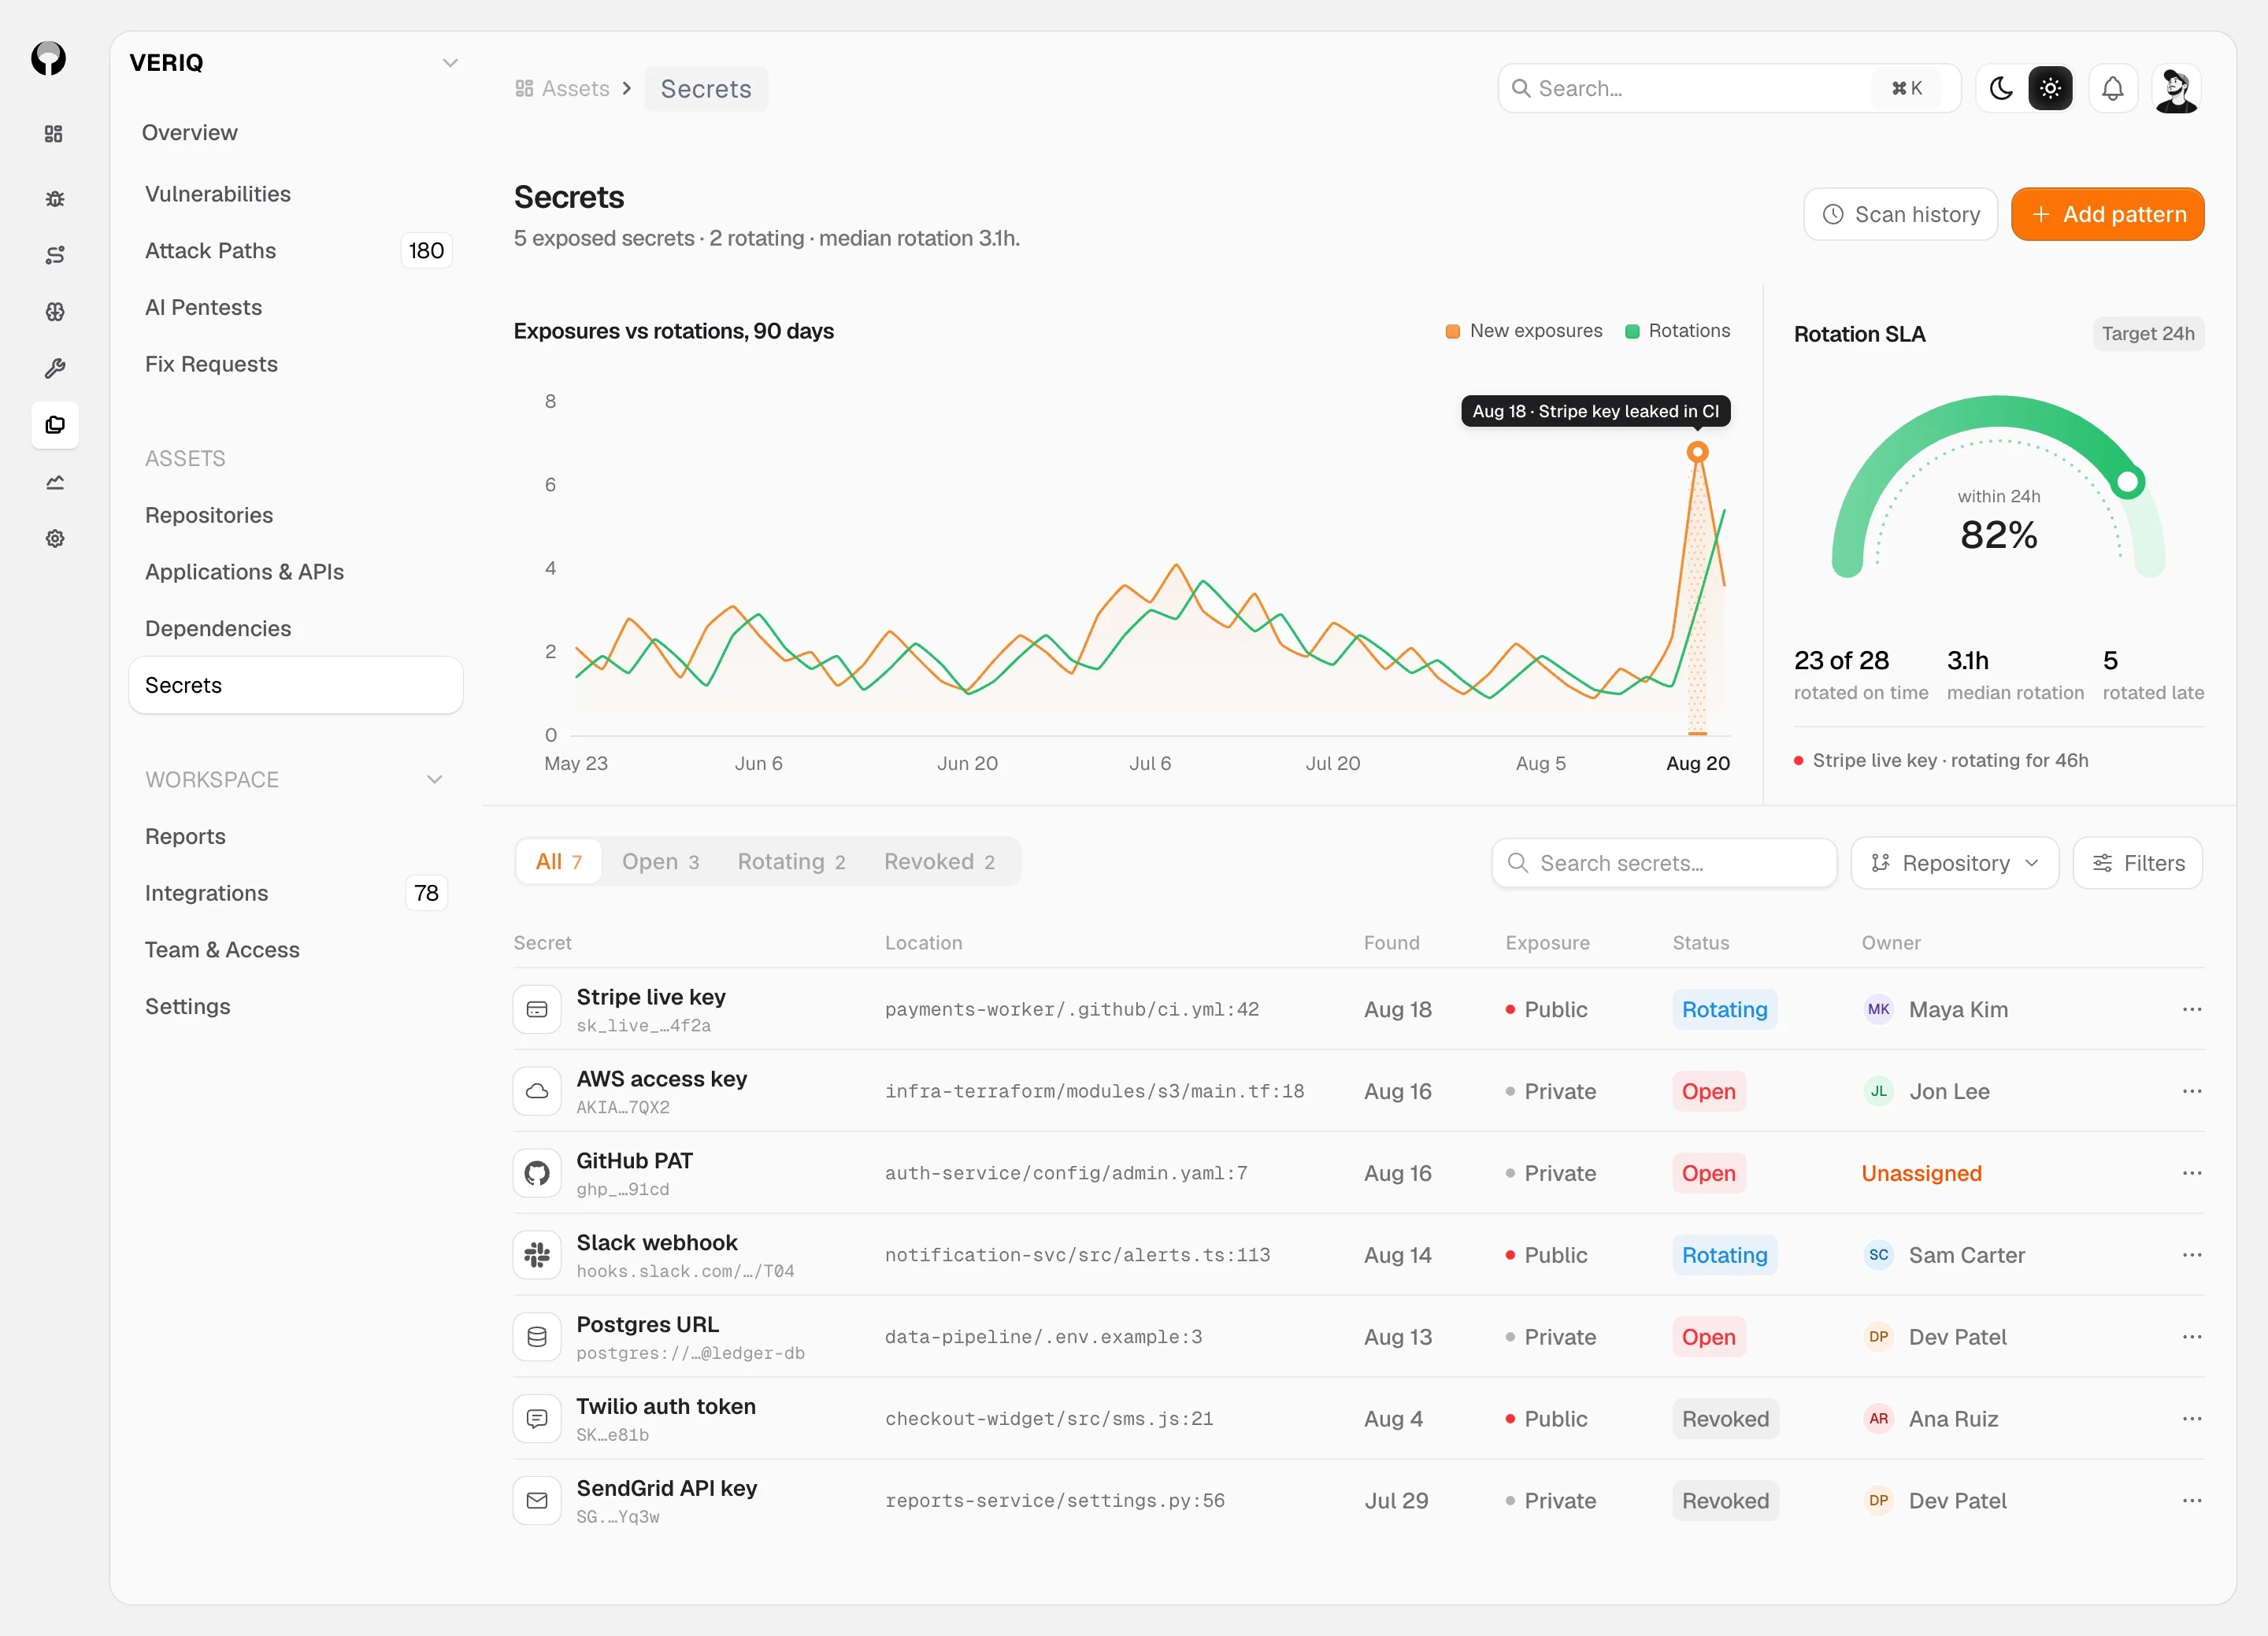 VERIQ
Overview
Vulnerabilities
Attack Paths 180
AI Pentests
Fix Requests
ASSETS
Repositories
Applications & APIs
Dependencies
Secrets
WORKSPACE
Reports
Integrations 78
Team & Access
Settings
Assets Secrets
Search... ⌘ K
Secrets
5 exposed secrets · 2 rotating · median rotation 3.1h.
Scan history
Add pattern
Exposures vs rotations, 90 days
New exposures Rotations
Aug 18 · Stripe key leaked in CI
8
6
4
2
0
May 23 Jun 6 Jun 20 Jul 6 Jul 20 Aug 5 Aug 20
Rotation SLA Target 24h
within 24h
82%
23 of 28 3.1h 5
rotated on time median rotation rotated late
Stripe live key · rotating for 46h
All 7 Open 3 Rotating 2 Revoked 2
Search secrets... Repository Filters
Secret Location Found Exposure Status Owner
Stripe live key
sk_live_…4f2a
payments-worker/.github/ci.yml:42 Aug 18 Public Rotating MK Maya Kim
AWS access key
AKIA…7QX2
infra-terraform/modules/s3/main.tf:18 Aug 16 Private Open JL Jon Lee
GitHub PAT
ghp_…91cd
auth-service/config/admin.yaml:7 Aug 16 Private Open Unassigned
Slack webhook
hooks.slack.com/…/T04
notification-svc/src/alerts.ts:113 Aug 14 Public Rotating SC Sam Carter
Postgres URL
postgres://…@ledger-db
data-pipeline/.env.example:3 Aug 13 Private Open DP Dev Patel
Twilio auth token
SK…e81b
checkout-widget/src/sms.js:21 Aug 4 Public Revoked AR Ana Ruiz
SendGrid API key
SG.…Yq3w
reports-service/settings.py:56 Jul 29 Private Revoked DP Dev Patel